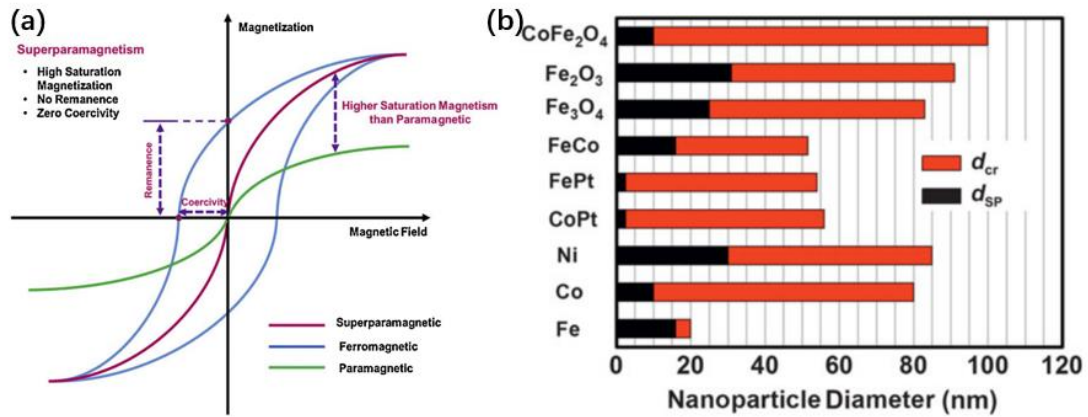 (a)
Magnetization
Superparamagnetism
• High Saturation
Magnetization
• No Remanence
• Zero Coercivity
Higher Saturation Magnetism
than Paramagnetic
Remanence
Coercivity
Magnetic Field
Superparamagnetic
Ferromagnetic
Paramagnetic
(b)
CoFe₂O₄
Fe₂O₃
Fe₃O₄
FeCo
FePt
CoPt
Ni
Co
Fe
d_cr
d_SP
0 20 40 60 80 100 120
Nanoparticle Diameter (nm)